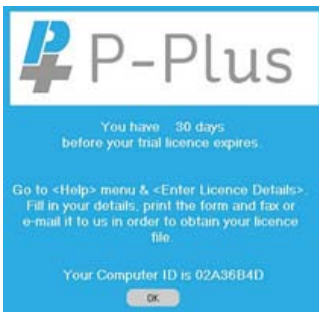 P-Plus
You have 30 days
before your trial licence expires.
Go to <Help> menu & <Enter Licence Details>.
Fill in your details, print the form and fax or
e-mail it to us in order to obtain your licence
file.
Your Computer ID is 02A36B4D
OK